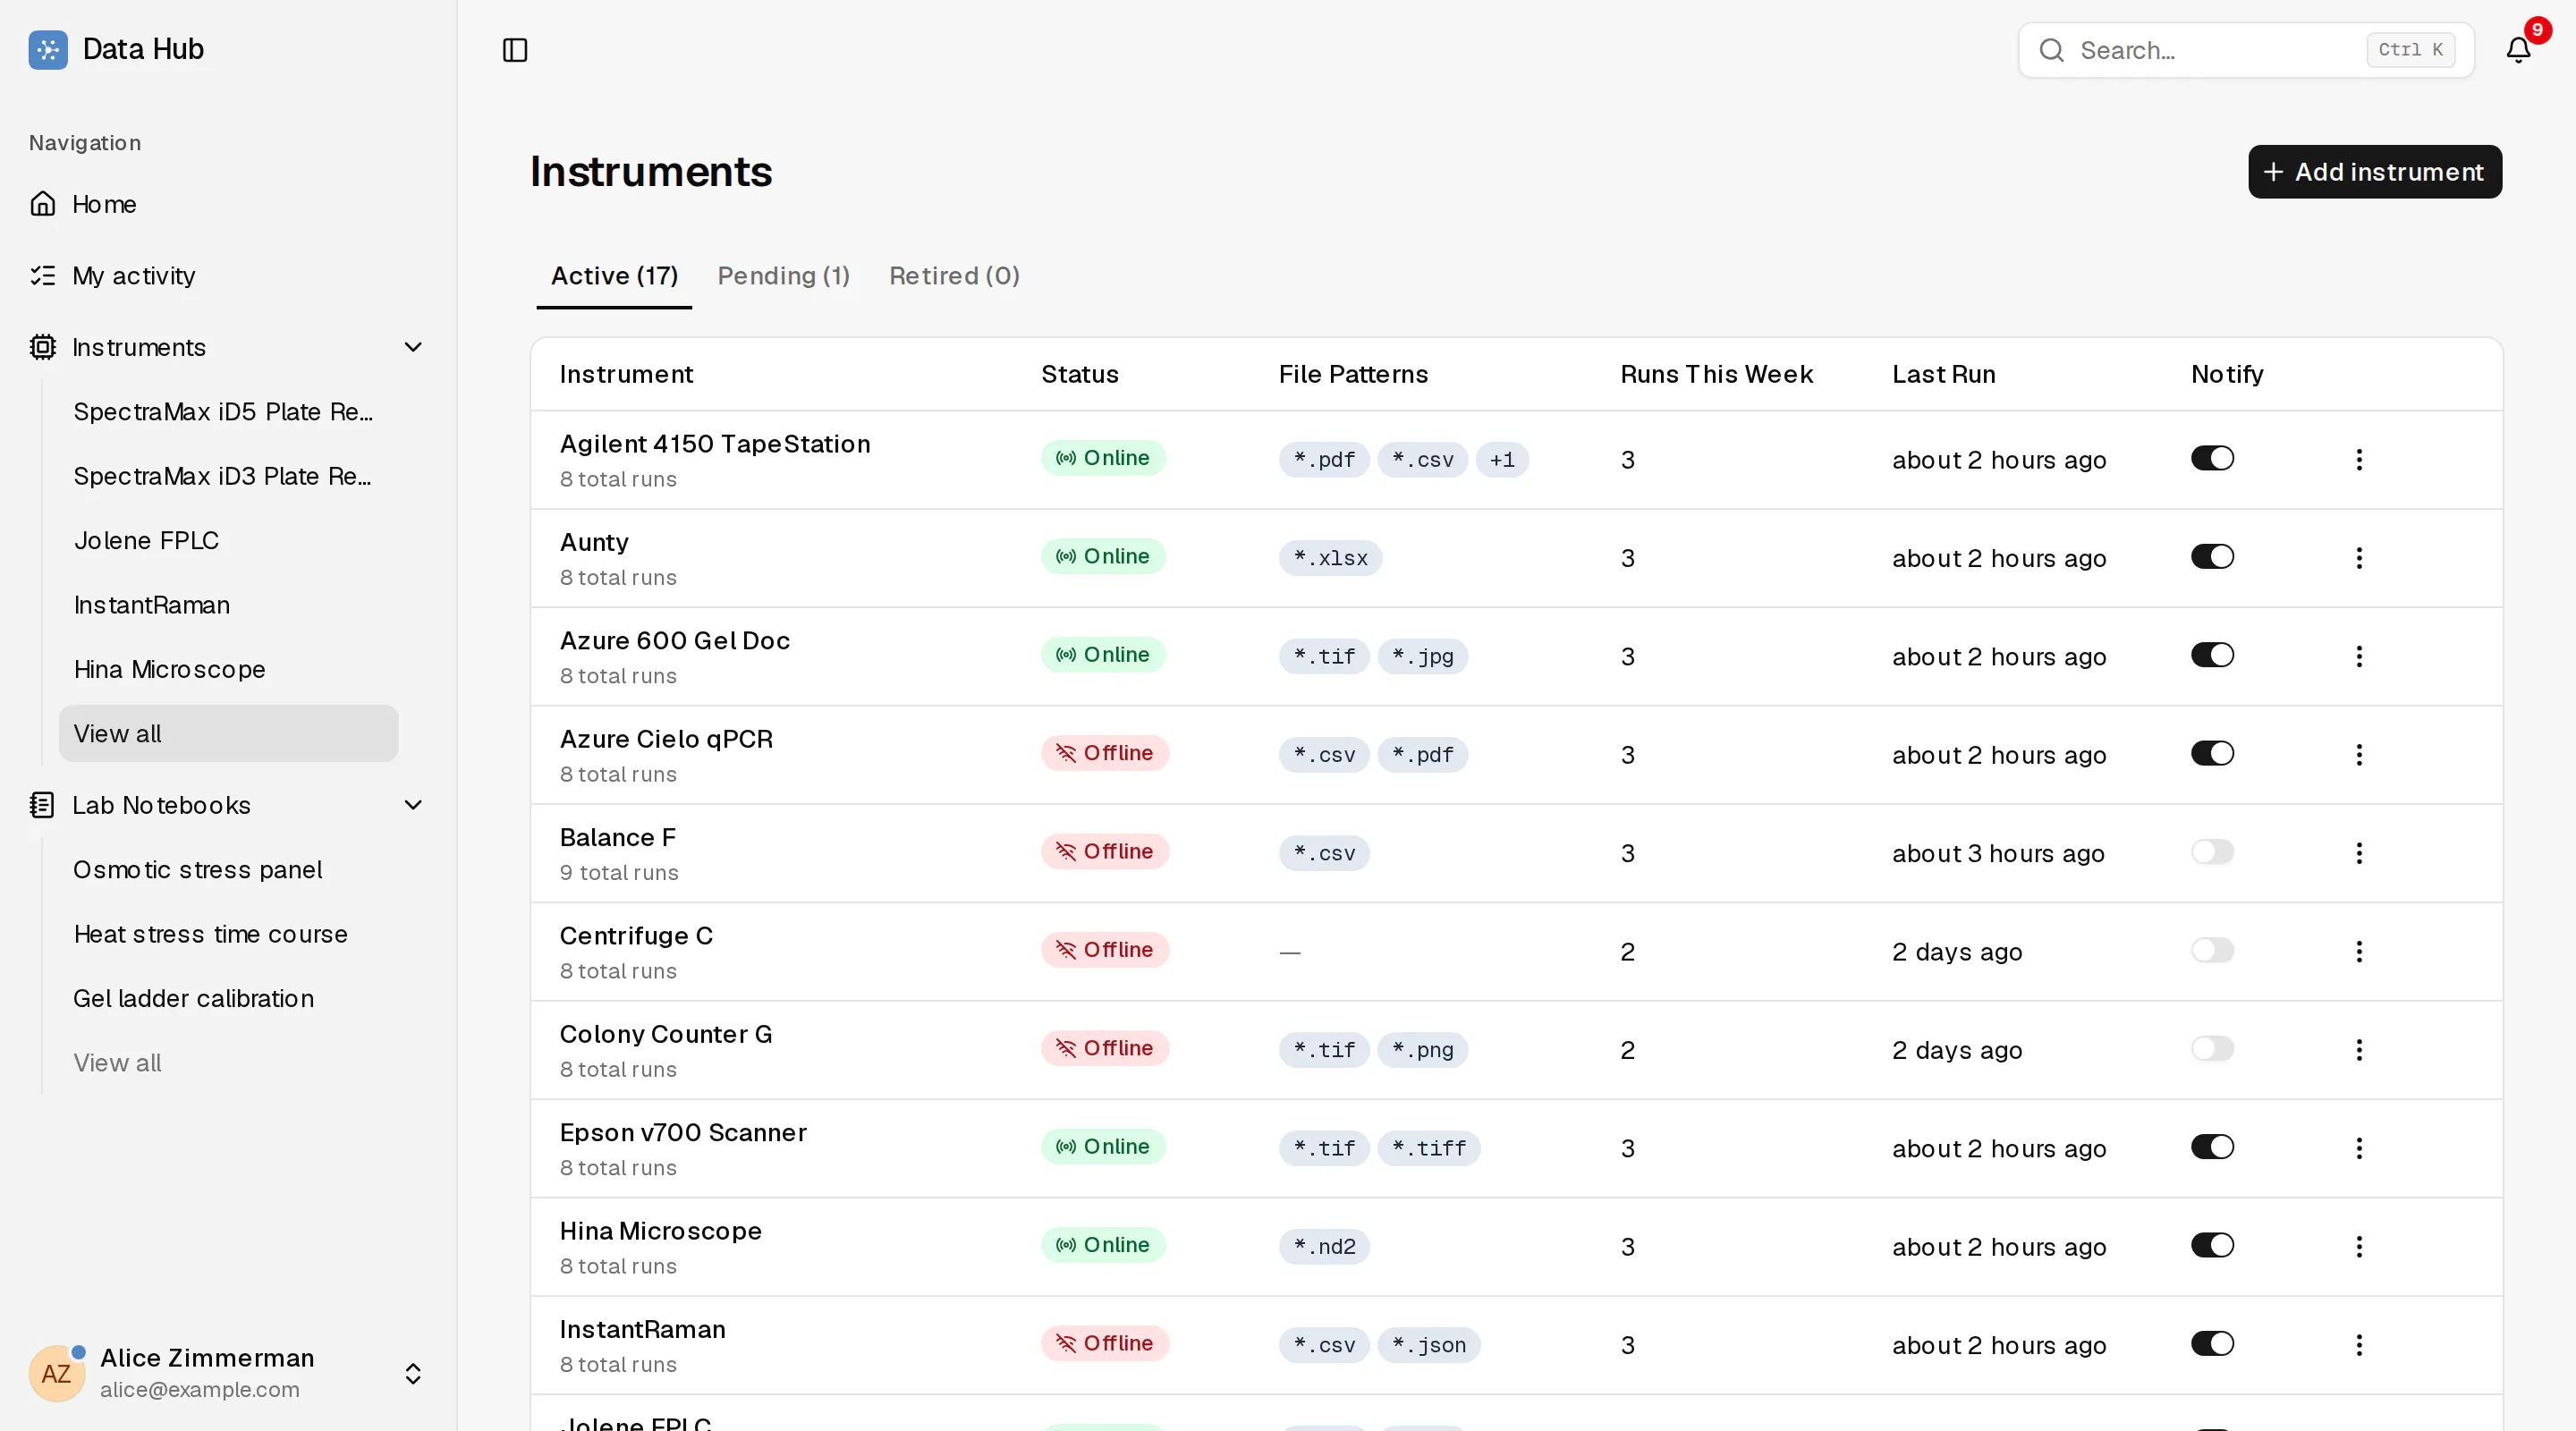 Data Hub
Search...
Ctrl K
9
Navigation
Home
My activity
Instruments
SpectraMax iD5 Plate Re...
SpectraMax iD3 Plate Re...
Jolene FPLC
InstantRaman
Hina Microscope
View all
Lab Notebooks
Osmotic stress panel
Heat stress time course
Gel ladder calibration
View all
AZ
Alice Zimmerman
alice@example.com
Instruments
+ Add instrument
Active (17) Pending (1) Retired (0)
Instrument Status File Patterns Runs This Week Last Run Notify
Agilent 4150 TapeStation
8 total runs
Online *.pdf *.csv +1 3 about 2 hours ago
Aunty
8 total runs
Online *.xlsx 3 about 2 hours ago
Azure 600 Gel Doc
8 total runs
Online *.tif *.jpg 3 about 2 hours ago
Azure Cielo qPCR
8 total runs
Offline *.csv *.pdf 3 about 2 hours ago
Balance F
9 total runs
Offline *.csv 3 about 3 hours ago
Centrifuge C
8 total runs
Offline — 2 2 days ago
Colony Counter G
8 total runs
Offline *.tif *.png 2 2 days ago
Epson v700 Scanner
8 total runs
Online *.tif *.tiff 3 about 2 hours ago
Hina Microscope
8 total runs
Online *.nd2 3 about 2 hours ago
InstantRaman
8 total runs
Offline *.csv *.json 3 about 2 hours ago
Jolene FPLC